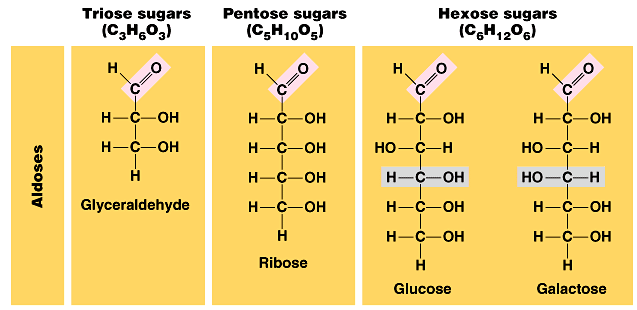 Triose sugars
(C₃H₆O₃)
Pentose sugars
(C₅H₁₀O₅)
Hexose sugars
(C₆H₁₂O₆)
Aldoses
H O
C
H—C—OH
H—C—OH
H
Glyceraldehyde
H O
C
H—C—OH
H—C—OH
H—C—OH
H—C—OH
H
Ribose
H O
C
H—C—OH
HO—C—H
H—C—OH
H—C—OH
H—C—OH
H
Glucose
H O
C
H—C—OH
HO—C—H
HO—C—H
H—C—OH
H—C—OH
H
Galactose